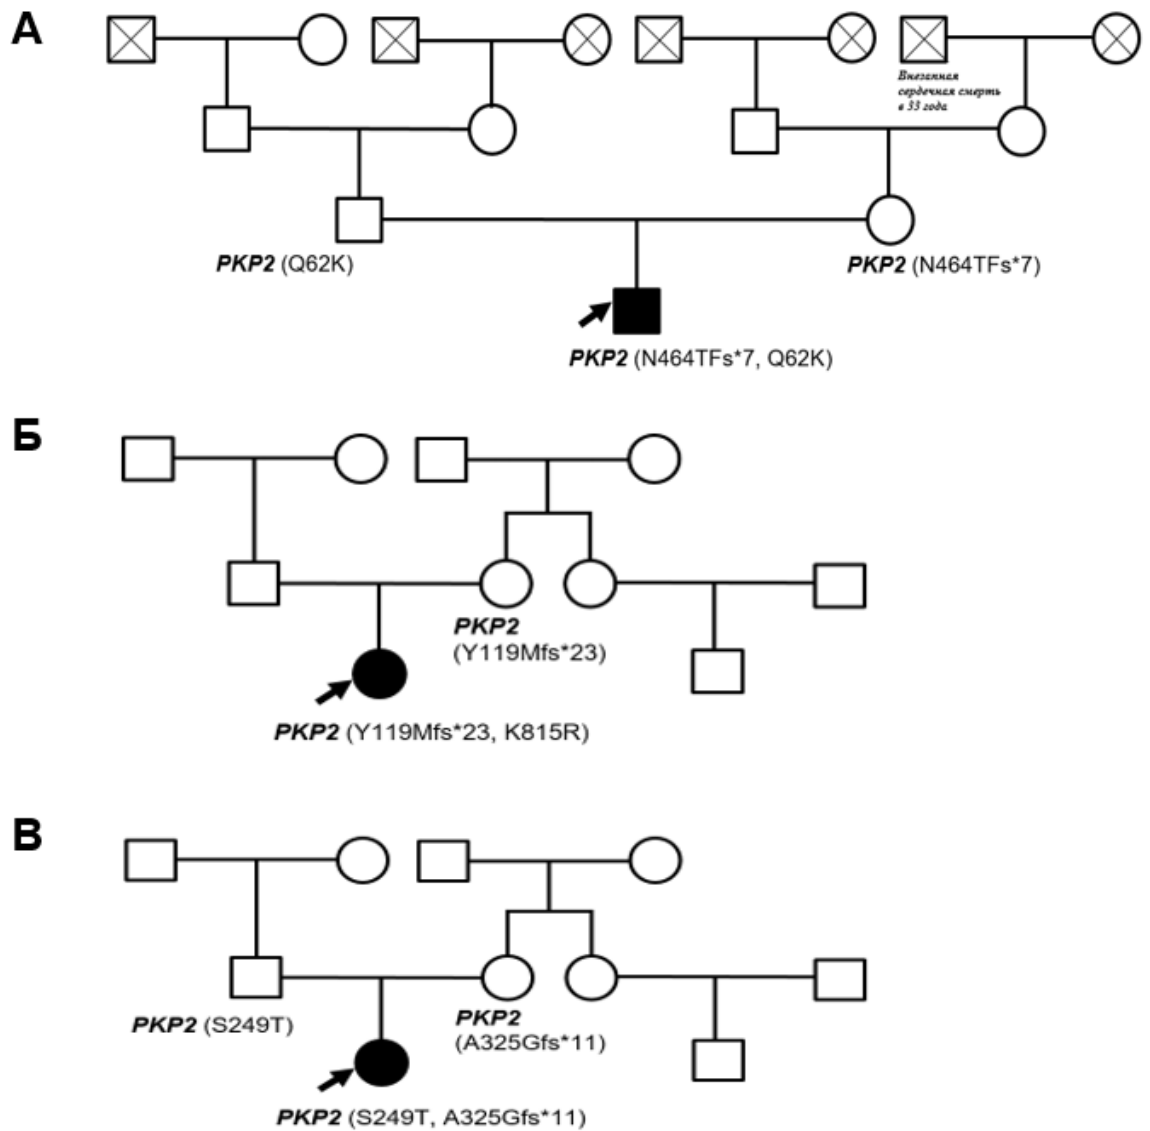 А
Внезапная
сердечная смерть
в 33 года
PKP2 (Q62K)
PKP2 (N464TFs*7)
PKP2 (N464TFs*7, Q62K)
Б
PKP2
(Y119Mfs*23)
PKP2 (Y119Mfs*23, K815R)
В
PKP2 (S249T)
PKP2
(A325Gfs*11)
PKP2 (S249T, A325Gfs*11)